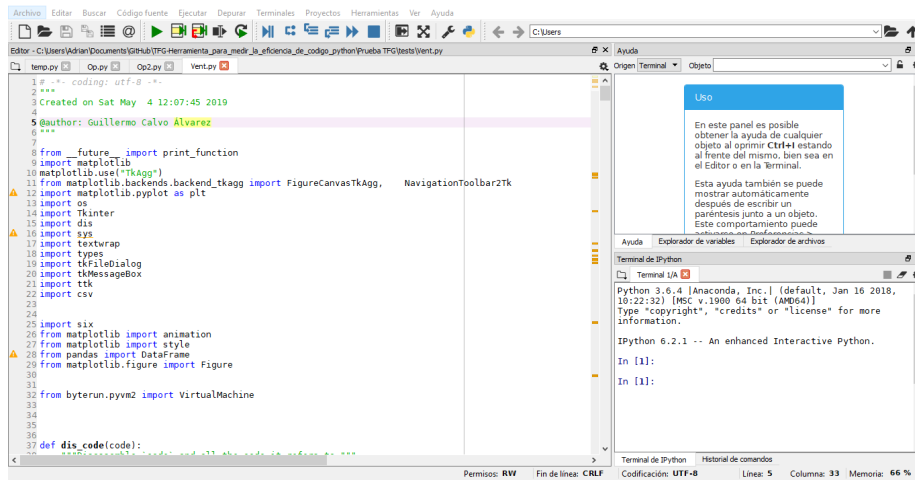 Archivo Editar Buscar Código fuente Ejecutar Depurar Terminales Proyectos Herramientas Ver Ayuda
C:\Users
Editor - C:\Users\Adrian\Documents\GitHub\TFG-Herramienta_para_medir_la_eficiencia_de_codigo_python\Prueba TFG\tests\Vent.py
temp.py Op.py Op2.py Vent.py
1 # -*- coding: utf-8 -*-
2 """
3 Created on Sat May  4 12:07:45 2019
4
5 @author: Guillermo Calvo Álvarez
6 """
7
8 from __future__ import print_function
9 import matplotlib
10 matplotlib.use("TkAgg")
11 from matplotlib.backends.backend_tkagg import FigureCanvasTkAgg,    NavigationToolbar2Tk
12 import matplotlib.pyplot as plt
13 import os
14 import Tkinter
15 import dis
16 import sys
17 import textwrap
18 import types
19 import tkFileDialog
20 import tkMessageBox
21 import ttk
22 import csv
23
24
25 import six
26 from matplotlib import animation
27 from matplotlib import style
28 from pandas import DataFrame
29 from matplotlib.figure import Figure
30
31
32 from byterun.pyvm2 import VirtualMachine
33
34
35
36
37 def dis_code(code):
Ayuda
Origen Terminal Objeto
Uso
En este panel es posible
obtener la ayuda de cualquier
objeto al oprimir Ctrl+I estando
al frente del mismo, bien sea en
el Editor o en la Terminal.
Esta ayuda también se puede
mostrar automáticamente
después de escribir un
paréntesis junto a un objeto.
Este comportamiento puede
Ayuda Explorador de variables Explorador de archivos
Terminal de IPython
Terminal 1/A
Python 3.6.4 |Anaconda, Inc.| (default, Jan 16 2018,
10:22:32) [MSC v.1900 64 bit (AMD64)]
Type "copyright", "credits" or "license" for more
information.
IPython 6.2.1 -- An enhanced Interactive Python.
In [1]:
In [1]:
Terminal de IPython Historial de comandos
Permisos: RW Fin de línea: CRLF Codificación: UTF-8 Línea: 5 Columna: 33 Memoria: 66 %